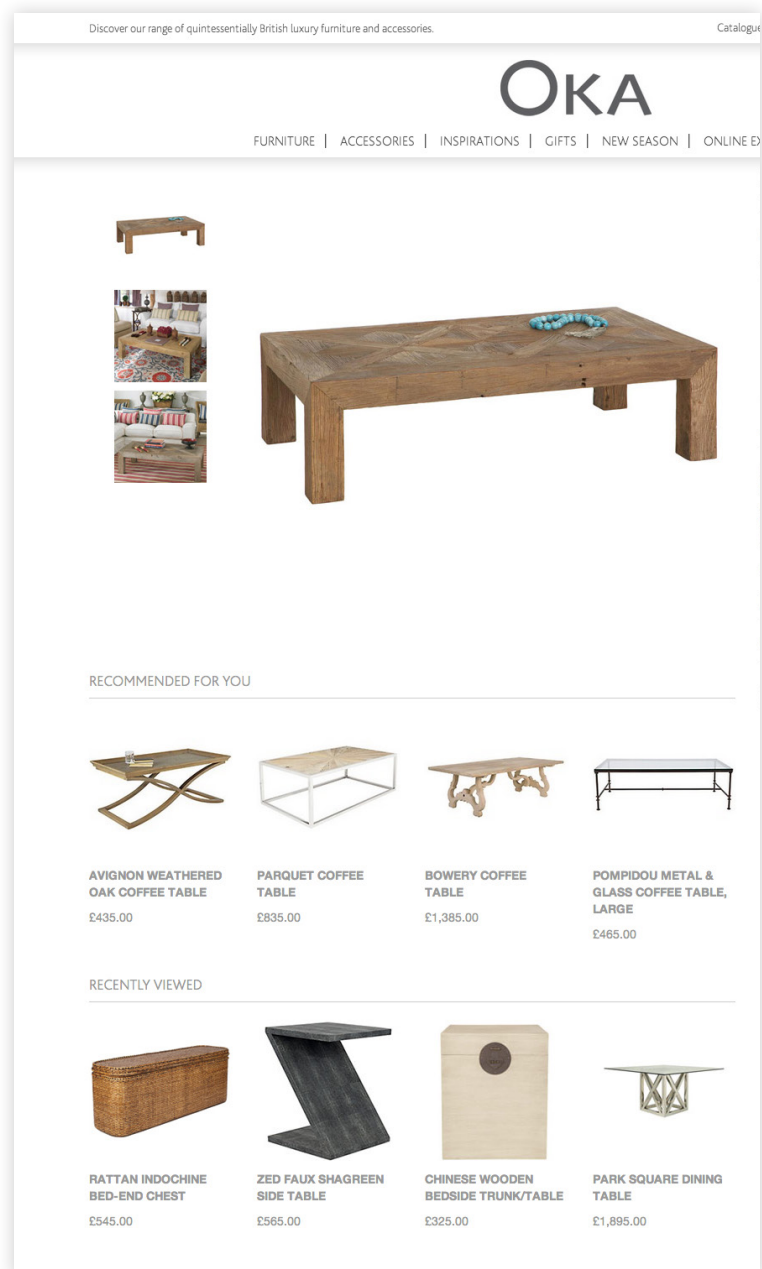 Discover our range of quintessentially British luxury furniture and accessories.
Catalogue
OKA
FURNITURE | ACCESSORIES | INSPIRATIONS | GIFTS | NEW SEASON | ONLINE EX
RECOMMENDED FOR YOU
AVIGNON WEATHERED
OAK COFFEE TABLE
£435.00
PARQUET COFFEE
TABLE
£835.00
BOWERY COFFEE
TABLE
£1,385.00
POMPIDOU METAL &
GLASS COFFEE TABLE,
LARGE
£465.00
RECENTLY VIEWED
RATTAN INDOCHINE
BED-END CHEST
£545.00
ZED FAUX SHAGREEN
SIDE TABLE
£565.00
CHINESE WOODEN
BEDSIDE TRUNK/TABLE
£325.00
PARK SQUARE DINING
TABLE
£1,895.00